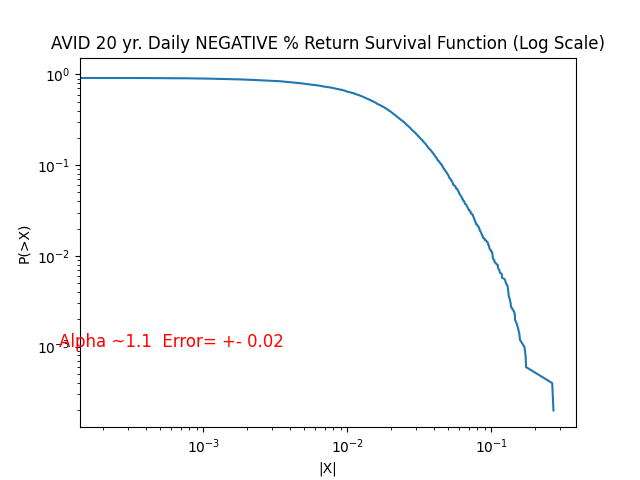 AVID 20 yr. Daily NEGATIVE % Return Survival Function (Log Scale)
10⁰
10⁻¹
10⁻²
10⁻³
P(>X)
Alpha ~1.1 Error= +- 0.02
10⁻³ 10⁻² 10⁻¹
|X|